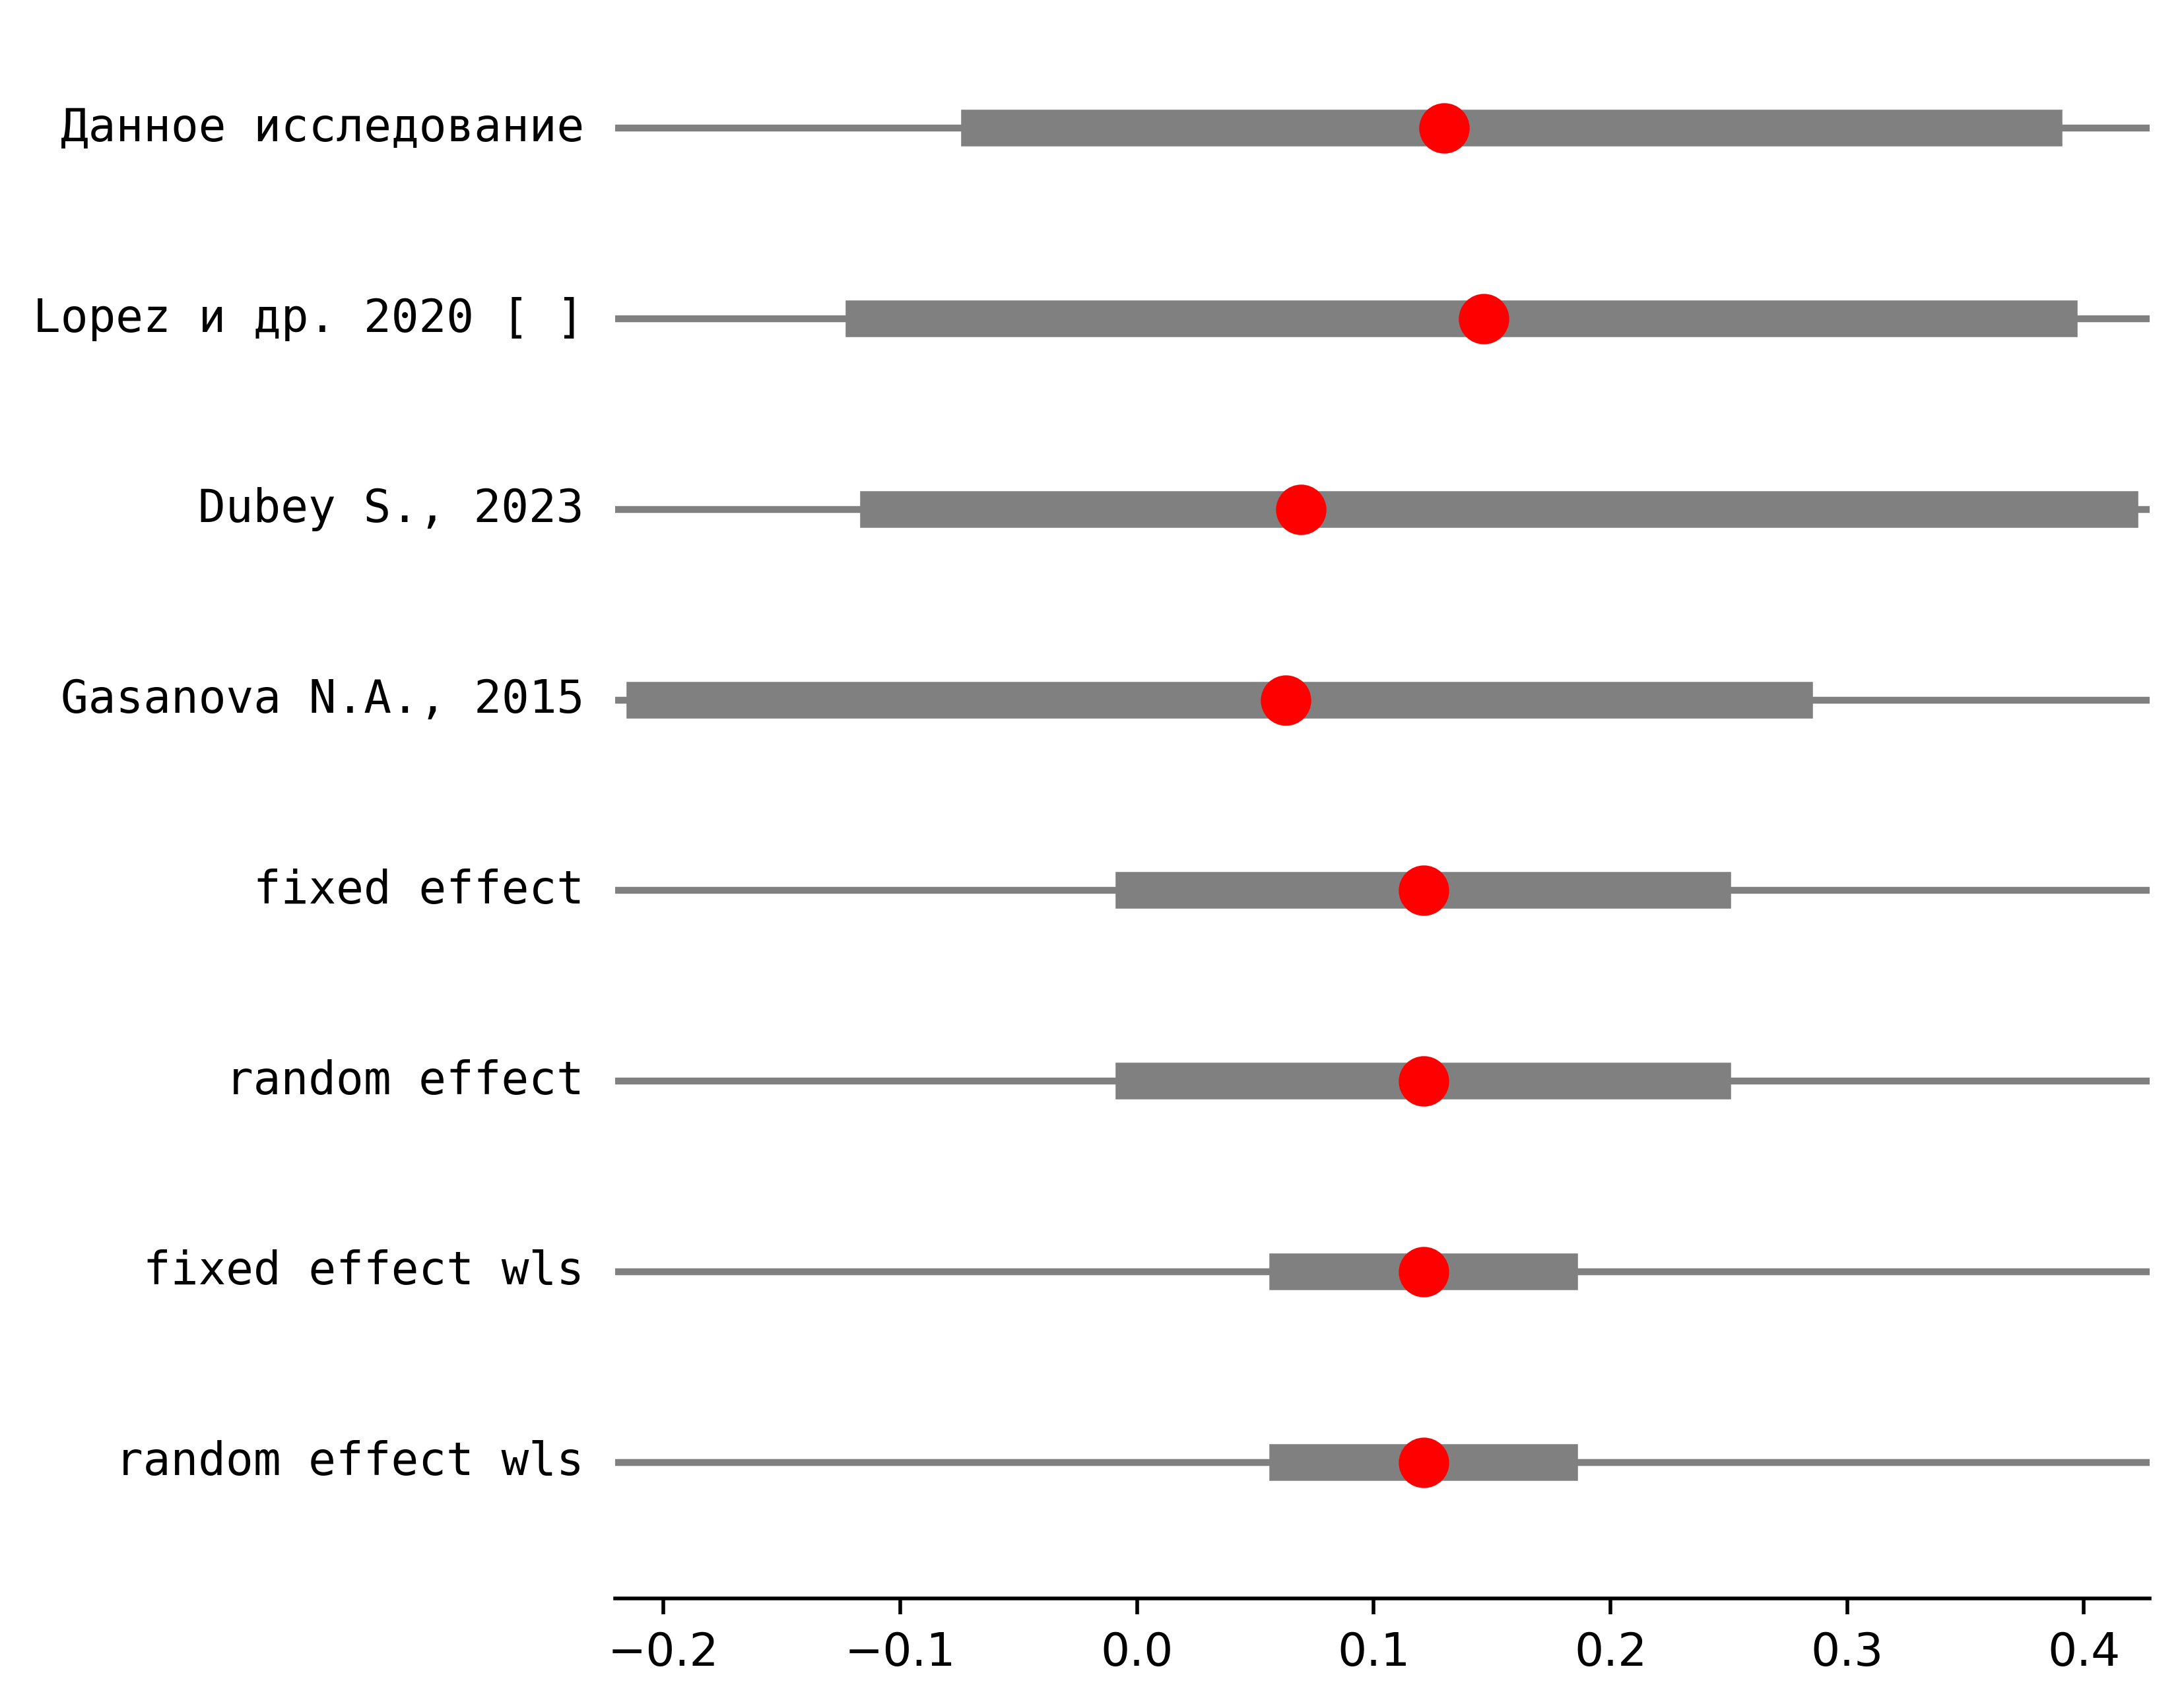 Данное исследование
Lopez и др. 2020 [ ]
Dubey S., 2023
Gasanova N.A., 2015
fixed effect
random effect
fixed effect wls
random effect wls
−0.2 −0.1 0.0 0.1 0.2 0.3 0.4